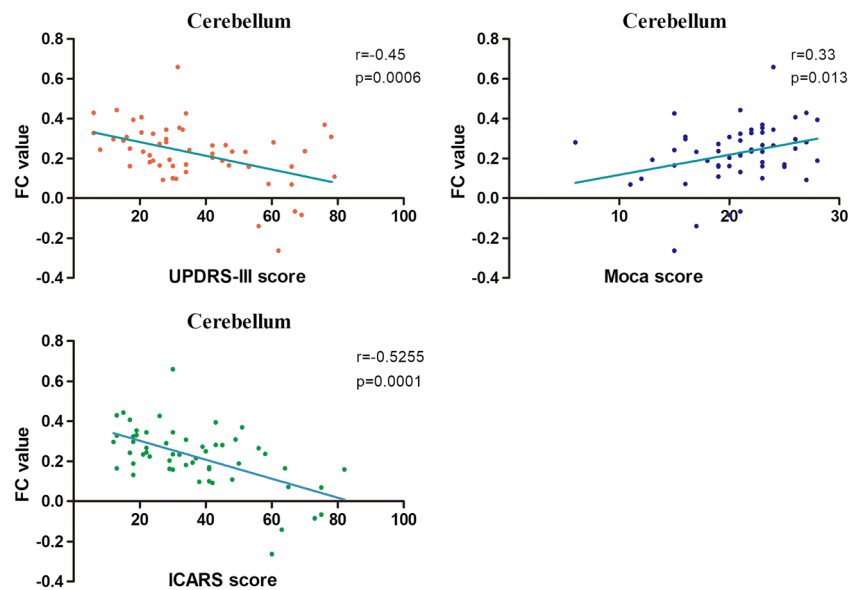 Cerebellum
r=-0.45
p=0.0006
FC value
0.8
0.6
0.4
0.2
0.0
-0.2
-0.4
20 40 60 80 100
UPDRS-III score
Cerebellum
r=0.33
p=0.013
FC value
0.8
0.6
0.4
0.2
0.0
-0.2
-0.4
10 20 30
Moca score
Cerebellum
r=-0.5255
p=0.0001
FC value
0.8
0.6
0.4
0.2
0.0
-0.2
-0.4
20 40 60 80 100
ICARS score